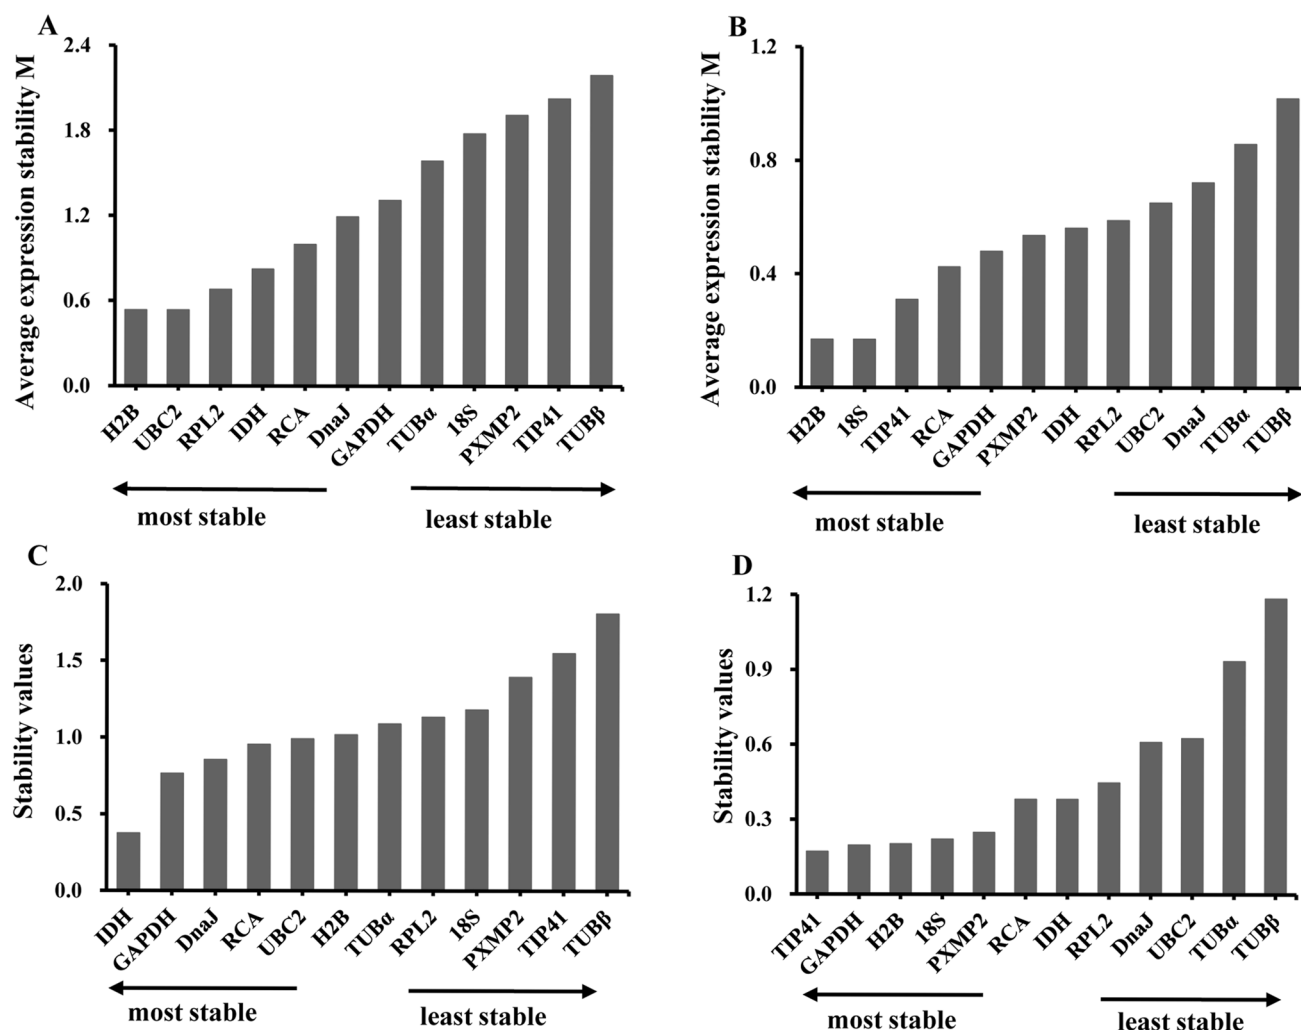 A
Average expression stability M
2.4
1.8
1.2
0.6
0.0
H2B
UBC2
RPL2
IDH
RCA
DnaJ
GAPDH
TUBα
18S
PXMP2
TIP41
TUBβ
most stable
least stable
B
Average expression stability M
1.2
0.8
0.4
0.0
H2B
18S
TIP41
RCA
GAPDH
PXMP2
IDH
RPL2
UBC2
DnaJ
TUBα
TUBβ
most stable
least stable
C
Stability values
2.0
1.5
1.0
0.5
0.0
IDH
GAPDH
DnaJ
RCA
UBC2
H2B
TUBα
RPL2
18S
PXMP2
TIP41
TUBβ
most stable
least stable
D
Stability values
1.2
0.9
0.6
0.3
0.0
TIP41
GAPDH
H2B
18S
PXMP2
RCA
IDH
RPL2
DnaJ
UBC2
TUBα
TUBβ
most stable
least stable